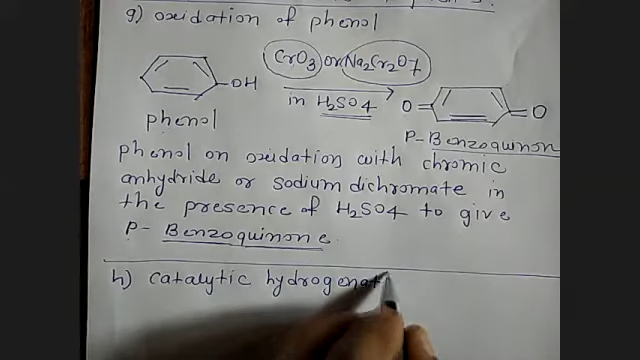 g) oxidation of phenol
CrO3 or Na2Cr2O7
OH
in H2SO4
O= =O
phenol
P-Benzoquinon
phenol on oxidation with chromic
anhydride or sodium dichromate in
the presence of H2SO4 to give
P- Benzoquinone.
h) catalytic hydrogenat